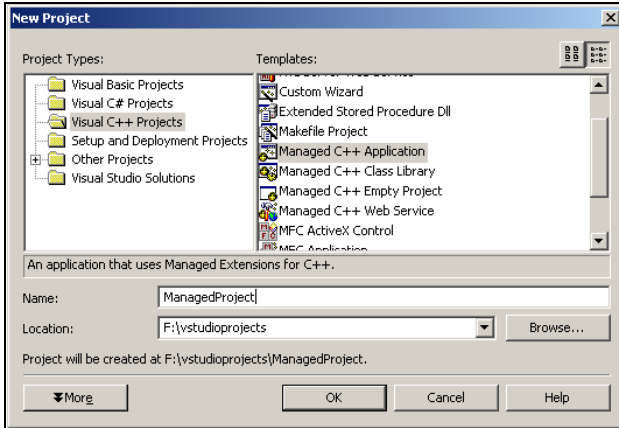 New Project
Project Types:
Templates:
Visual Basic Projects
Visual C# Projects
Visual C++ Projects
Setup and Deployment Projects
Other Projects
Visual Studio Solutions
Custom Wizard
Extended Stored Procedure Dll
Makefile Project
Managed C++ Application
Managed C++ Class Library
Managed C++ Empty Project
Managed C++ Web Service
MFC ActiveX Control
MFC Application
An application that uses Managed Extensions for C++.
Name:
ManagedProject
Location:
F:\vstudioprojects
Browse...
Project will be created at F:\vstudioprojects\ManagedProject.
More
OK
Cancel
Help